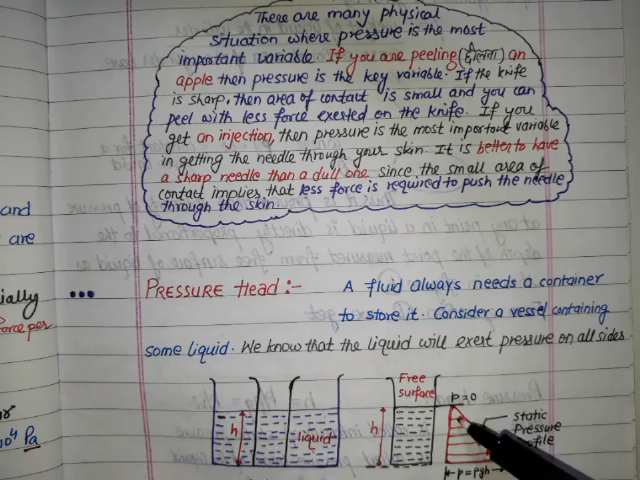 There are many physical
situation where pressure is the most
important variable. If you are peeling (छीलना) an
apple then pressure is the key variable. If the knife
is sharp, then area of contact is small and you can
peel with less force exerted on the knife. If you
get an injection, then pressure is the most important variable
in getting the needle through your skin. It is better to have
a sharp needle than a dull one since the small area of
contact implies that less force is required to push the needle
through the skin.
and
are
ially
Force per
Pa
PRESSURE Head:- A fluid always needs a container
to store it. Consider a vessel containing
some liquid. We know that the liquid will exert pressure on all sides
Free
surface
P=0
h
liquid
h
static
Pressure
P=ρgh